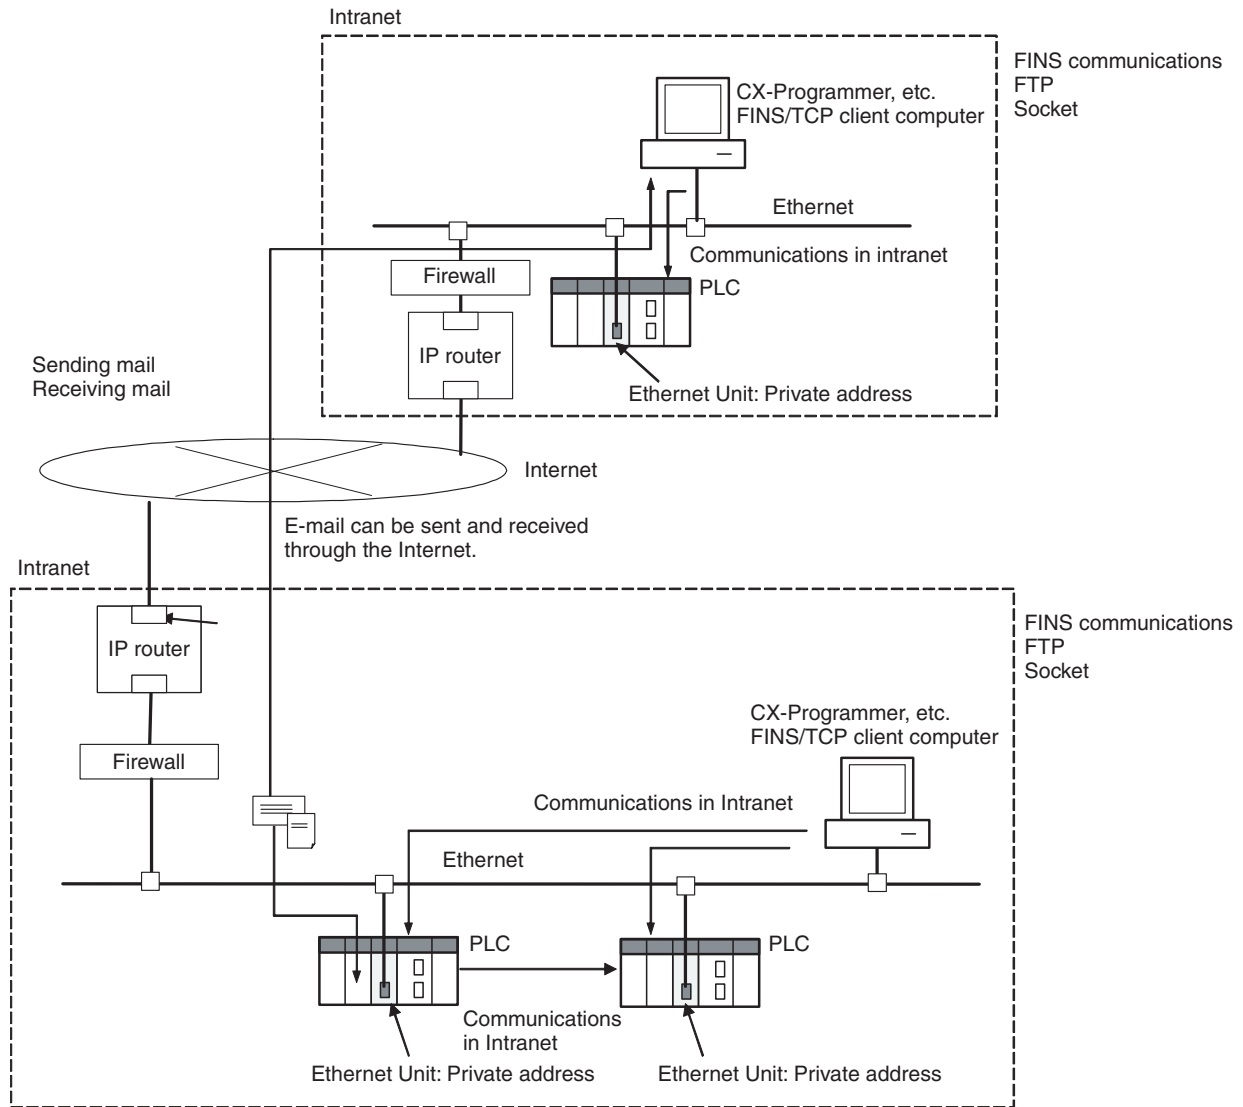 Intranet
FINS communications
FTP
Socket
CX-Programmer, etc.
FINS/TCP client computer
Ethernet
Communications in intranet
Firewall
PLC
IP router
Ethernet Unit: Private address
Sending mail
Receiving mail
Internet
E-mail can be sent and received
through the Internet.
Intranet
FINS communications
FTP
Socket
IP router
CX-Programmer, etc.
FINS/TCP client computer
Firewall
Communications in Intranet
Ethernet
PLC
PLC
Communications
in Intranet
Ethernet Unit: Private address
Ethernet Unit: Private address